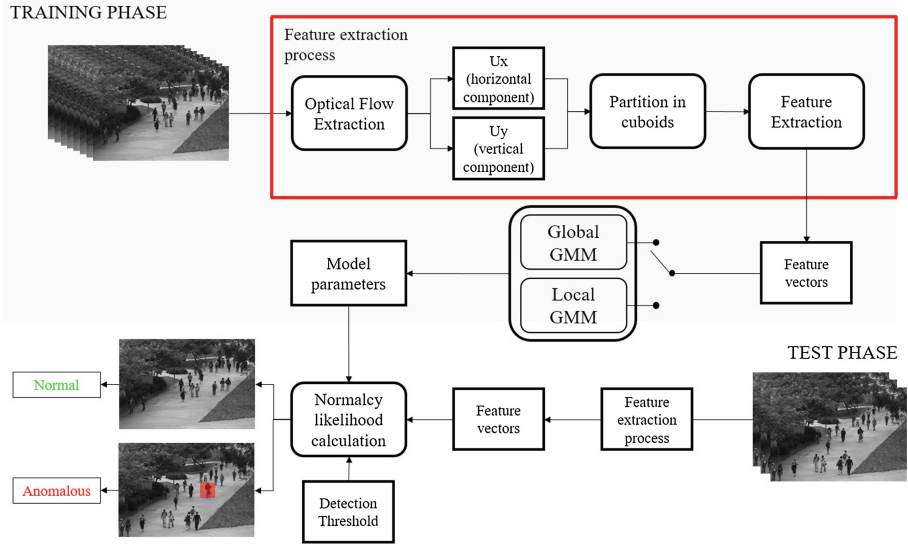 TRAINING PHASE
Feature extraction
process
Optical Flow
Extraction
Ux
(horizontal
component)
Uy
(vertical
component)
Partition in
cuboids
Feature
Extraction
Global
GMM
Local
GMM
Feature
vectors
Model
parameters
TEST PHASE
Normal
Anomalous
Normalcy
likelihood
calculation
Feature
vectors
Feature
extraction
process
Detection
Threshold